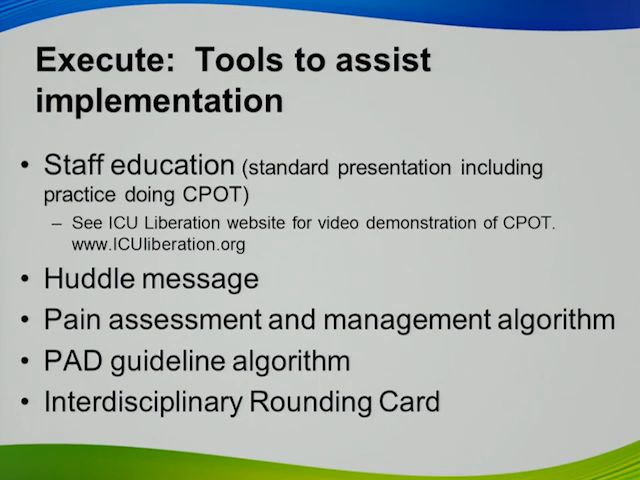 Execute:  Tools to assist
implementation
• Staff education (standard presentation including
practice doing CPOT)
– See ICU Liberation website for video demonstration of CPOT.
www.ICUliberation.org
• Huddle message
• Pain assessment and management algorithm
• PAD guideline algorithm
• Interdisciplinary Rounding Card